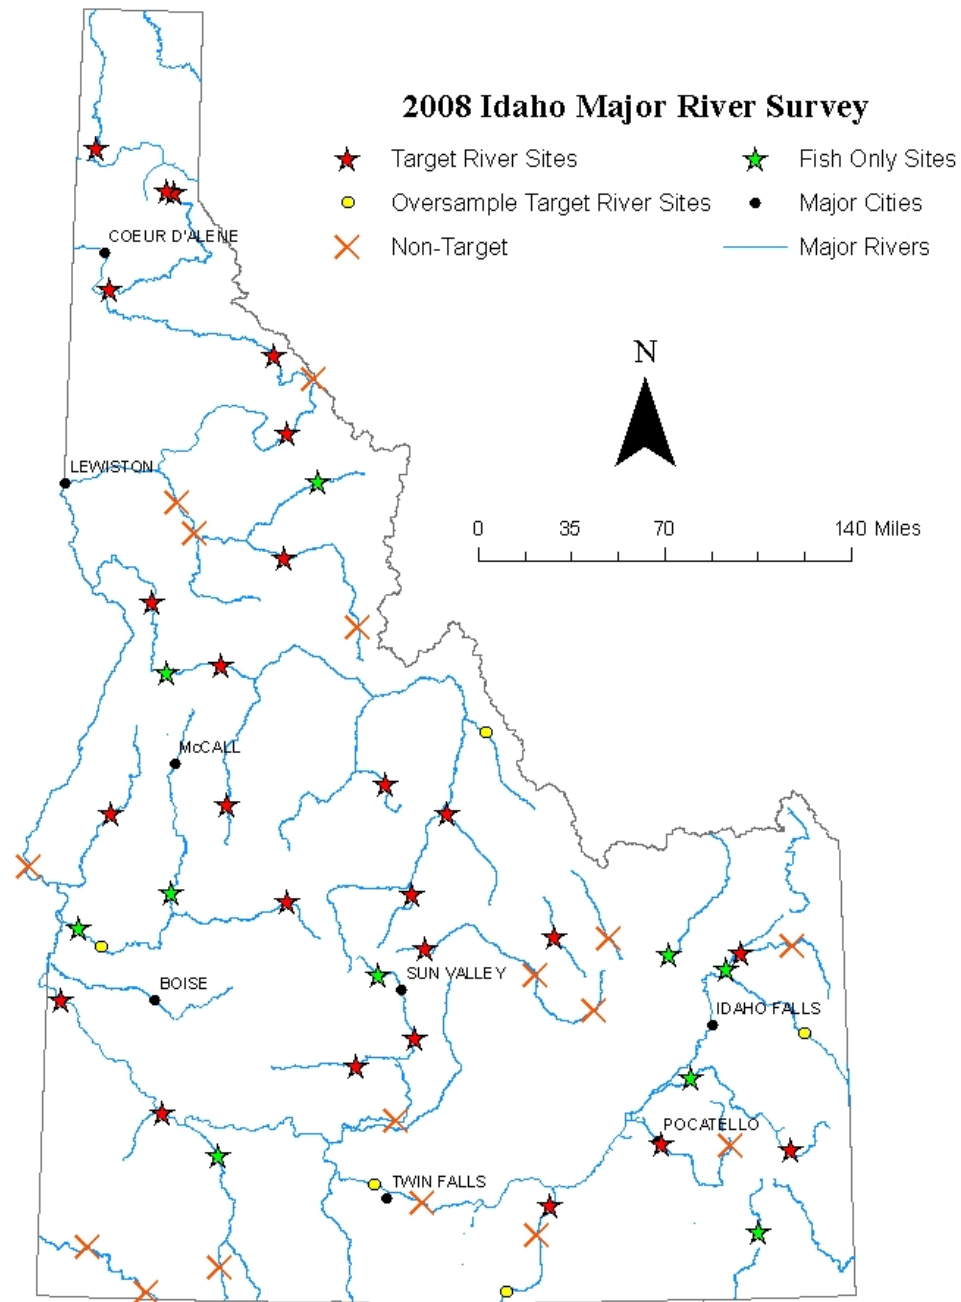 2008 Idaho Major River Survey
Target River Sites
Fish Only Sites
Oversample Target River Sites
Major Cities
Non-Target
Major Rivers
COEUR D'ALENE
N
LEWISTON
0 35 70 140 Miles
McCALL
SUN VALLEY
BOISE
IDAHO FALLS
POCATELLO
TWIN FALLS